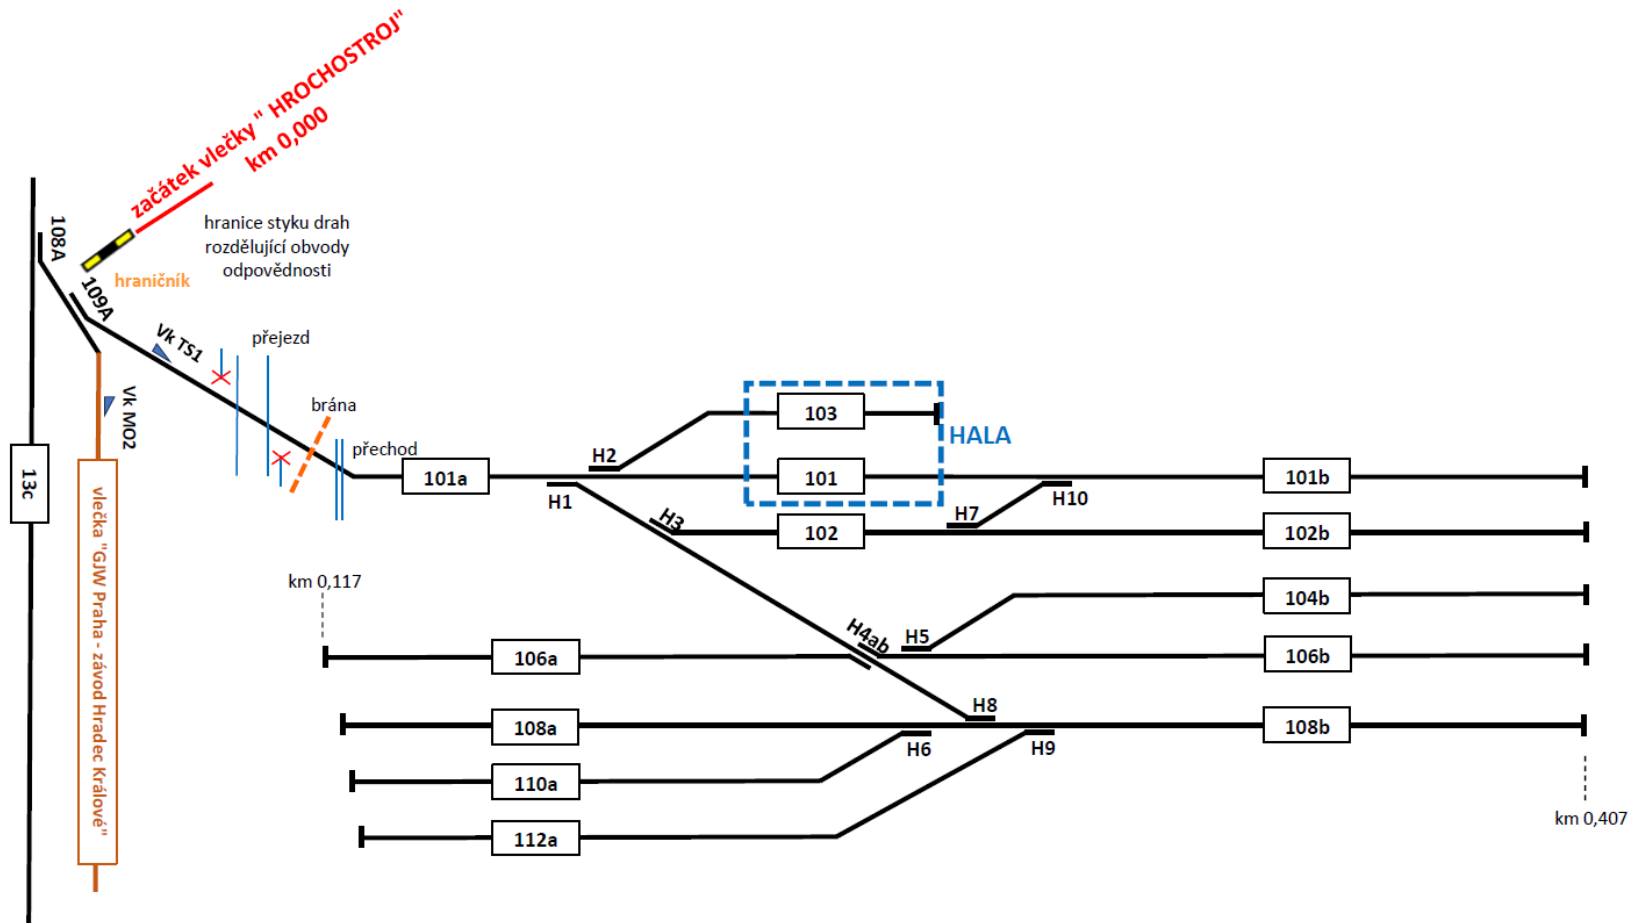 začátek vlečky" HROCHOSTROJ"
km 0,000
hranice styku drah
rozdělující obvody
odpovědnosti
108A
hraničník
109A
Vk TS1
přejezd
Vk MO2
brána
přechod
103
HALA
H2
101a
101
101b
H1
H10
H3
102
H7
102b
13c
vlečka "GJW Praha - závod Hradec Králové"
km 0,117
104b
H4ab
H5
106a
106b
H8
108a
108b
H6
H9
110a
km 0,407
112a